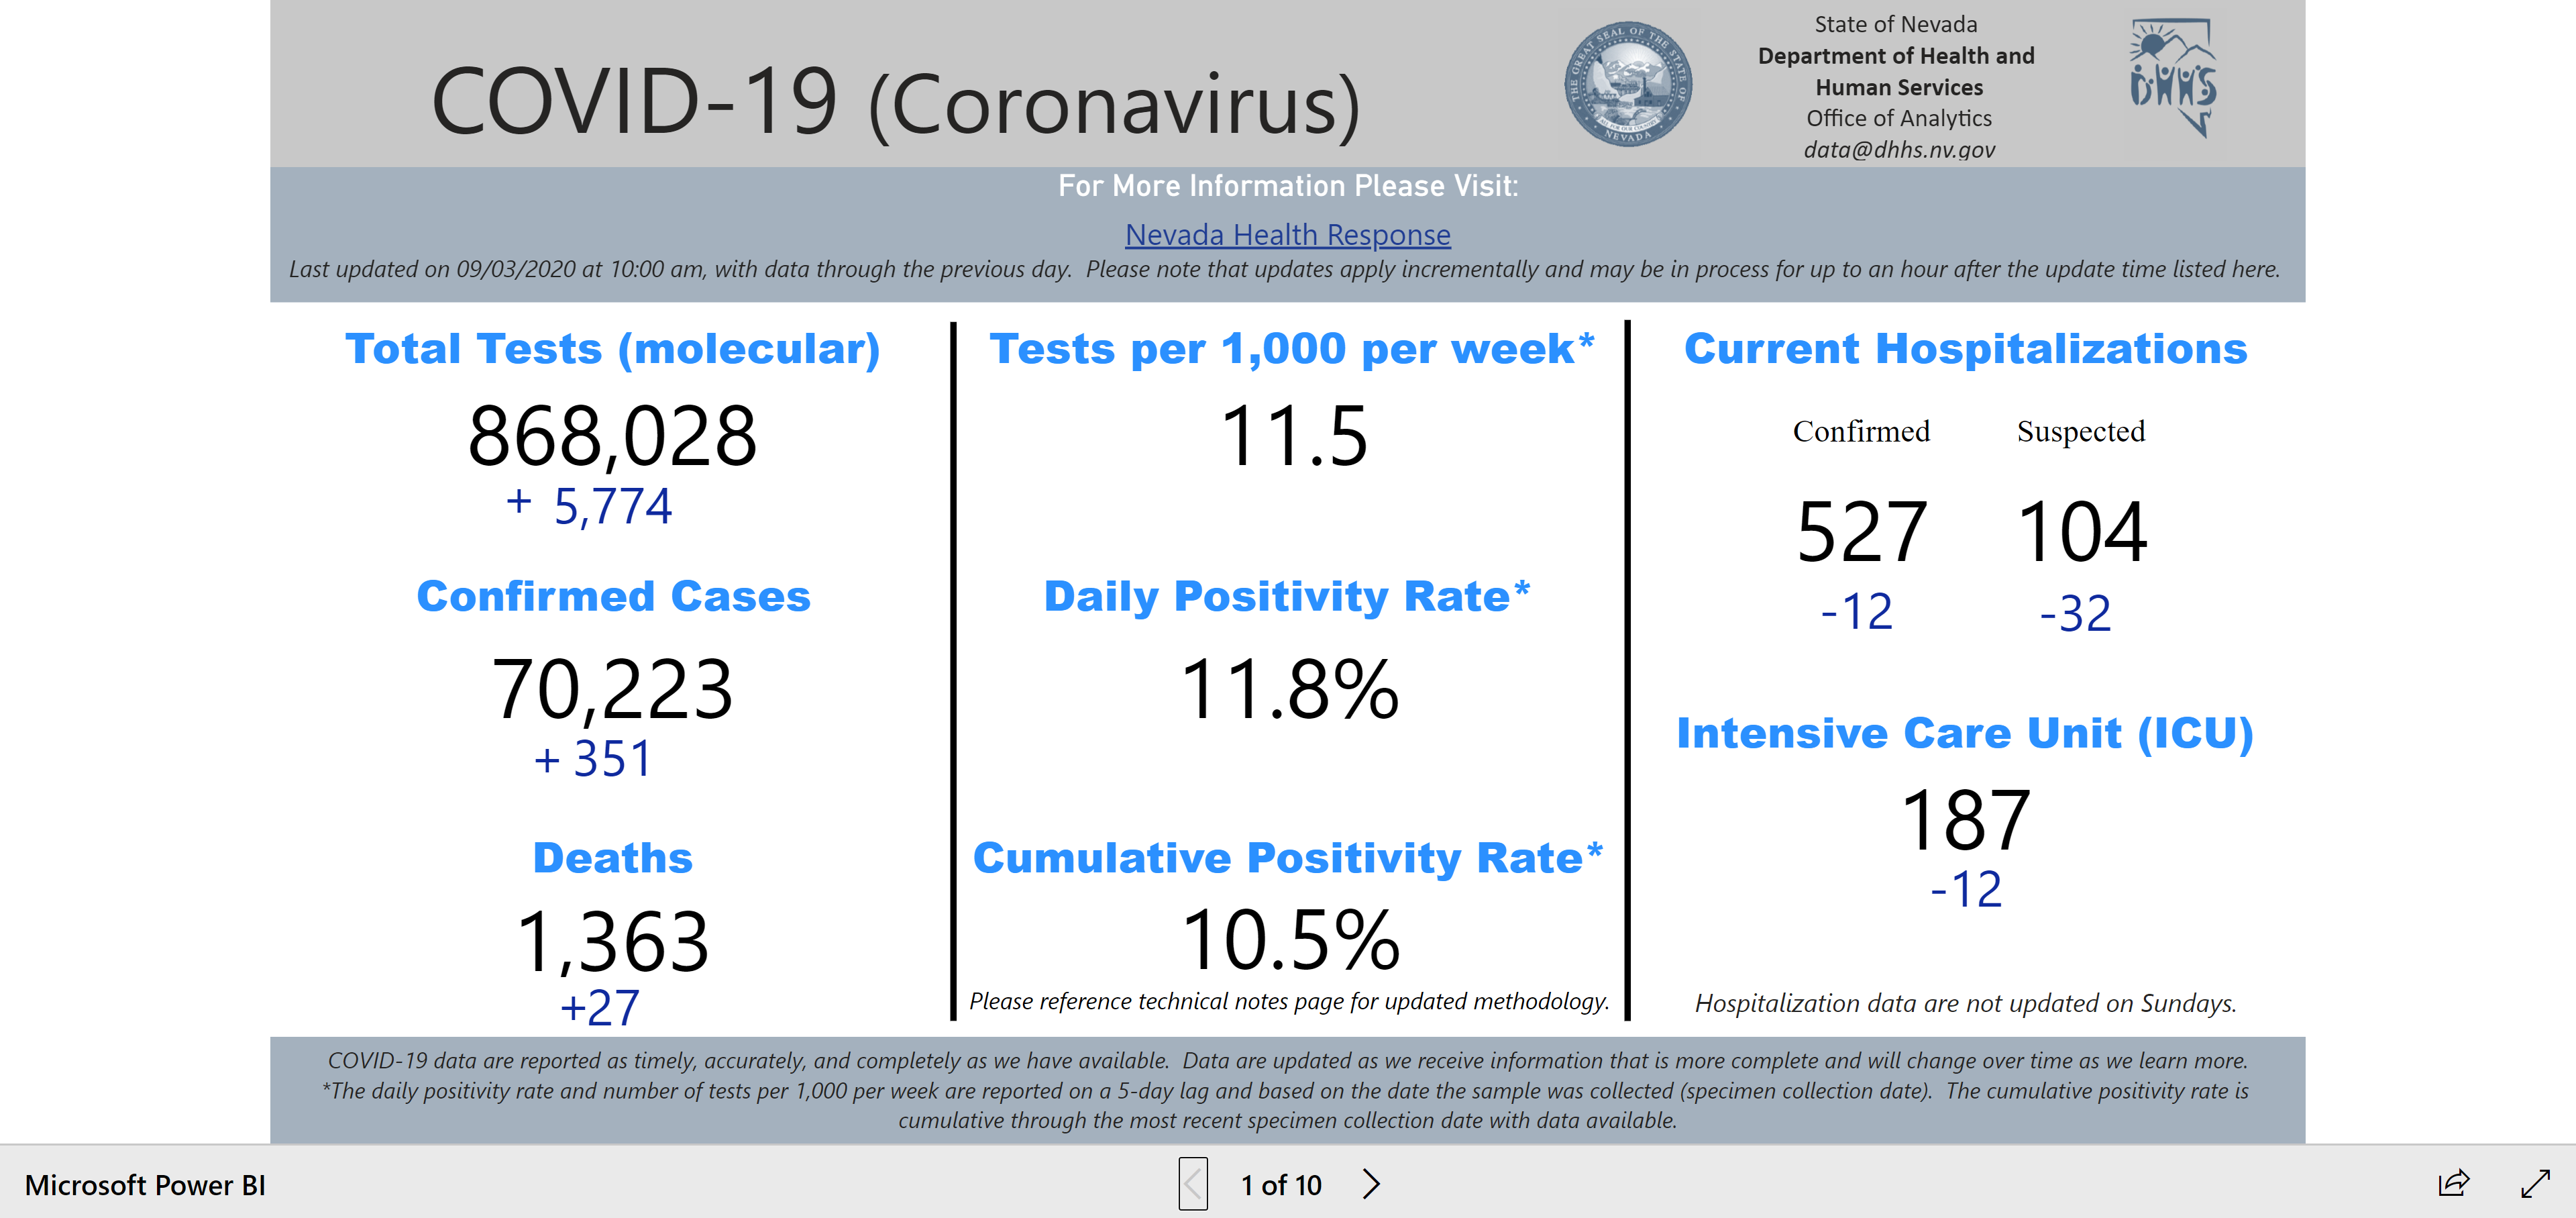 COVID-19 (Coronavirus)
THE GREAT SEAL OF THE STATE OF
ALL FOR OUR COUNTRY
NEVADA
State of Nevada
Department of Health and
Human Services
Office of Analytics
data@dhhs.nv.gov
DHHS
For More Information Please Visit:
Nevada Health Response
Last updated on 09/03/2020 at 10:00 am, with data through the previous day.  Please note that updates apply incrementally and may be in process for up to an hour after the update time listed here.
Total Tests (molecular)
868,028
+ 5,774
Confirmed Cases
70,223
+ 351
Deaths
1,363
+27
Tests per 1,000 per week*
11.5
Daily Positivity Rate*
11.8%
Cumulative Positivity Rate*
10.5%
Please reference technical notes page for updated methodology.
Current Hospitalizations
Confirmed Suspected
527 104
-12 -32
Intensive Care Unit (ICU)
187
-12
Hospitalization data are not updated on Sundays.
COVID-19 data are reported as timely, accurately, and completely as we have available.  Data are updated as we receive information that is more complete and will change over time as we learn more.
*The daily positivity rate and number of tests per 1,000 per week are reported on a 5-day lag and based on the date the sample was collected (specimen collection date).  The cumulative positivity rate is
cumulative through the most recent specimen collection date with data available.
Microsoft Power BI
1 of 10